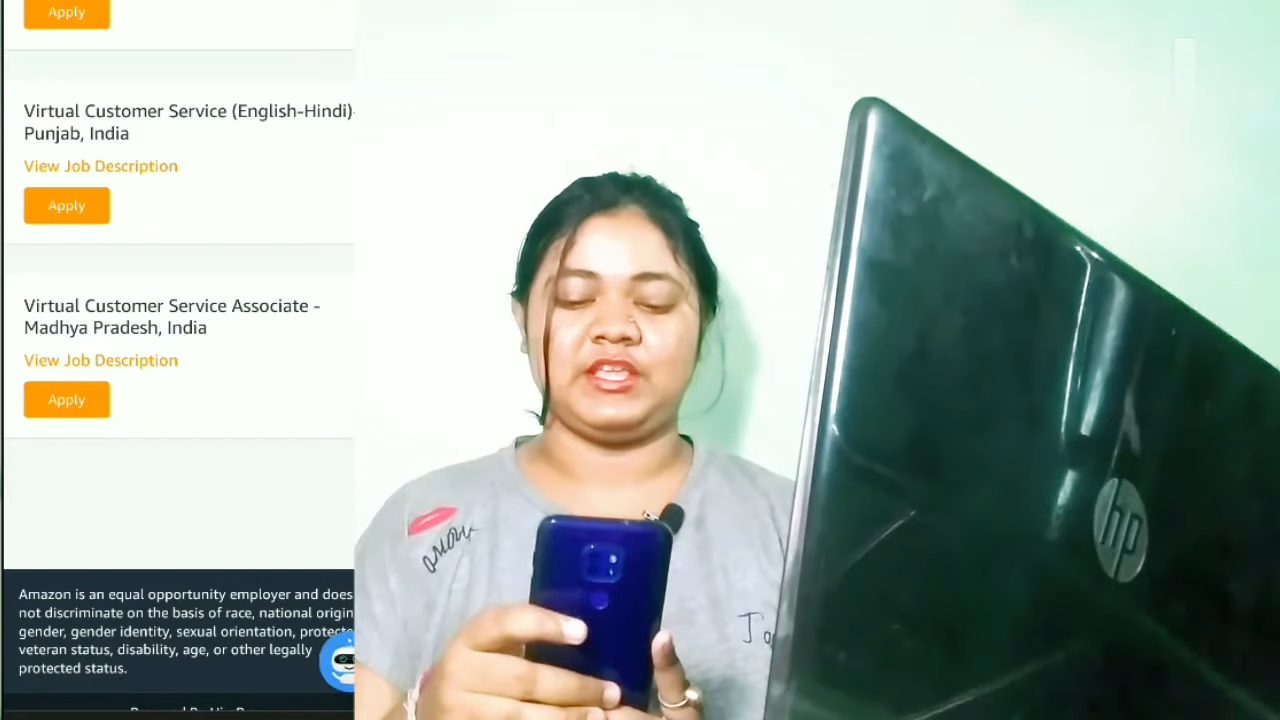 Apply
Virtual Customer Service (English-Hindi)-
Punjab, India
View Job Description
Apply
Virtual Customer Service Associate -
Madhya Pradesh, India
View Job Description
Apply
Amazon is an equal opportunity employer and does
not discriminate on the basis of race, national origin
gender, gender identity, sexual orientation,
veteran status, disability, age, or other legally
protected status.
amour
hp